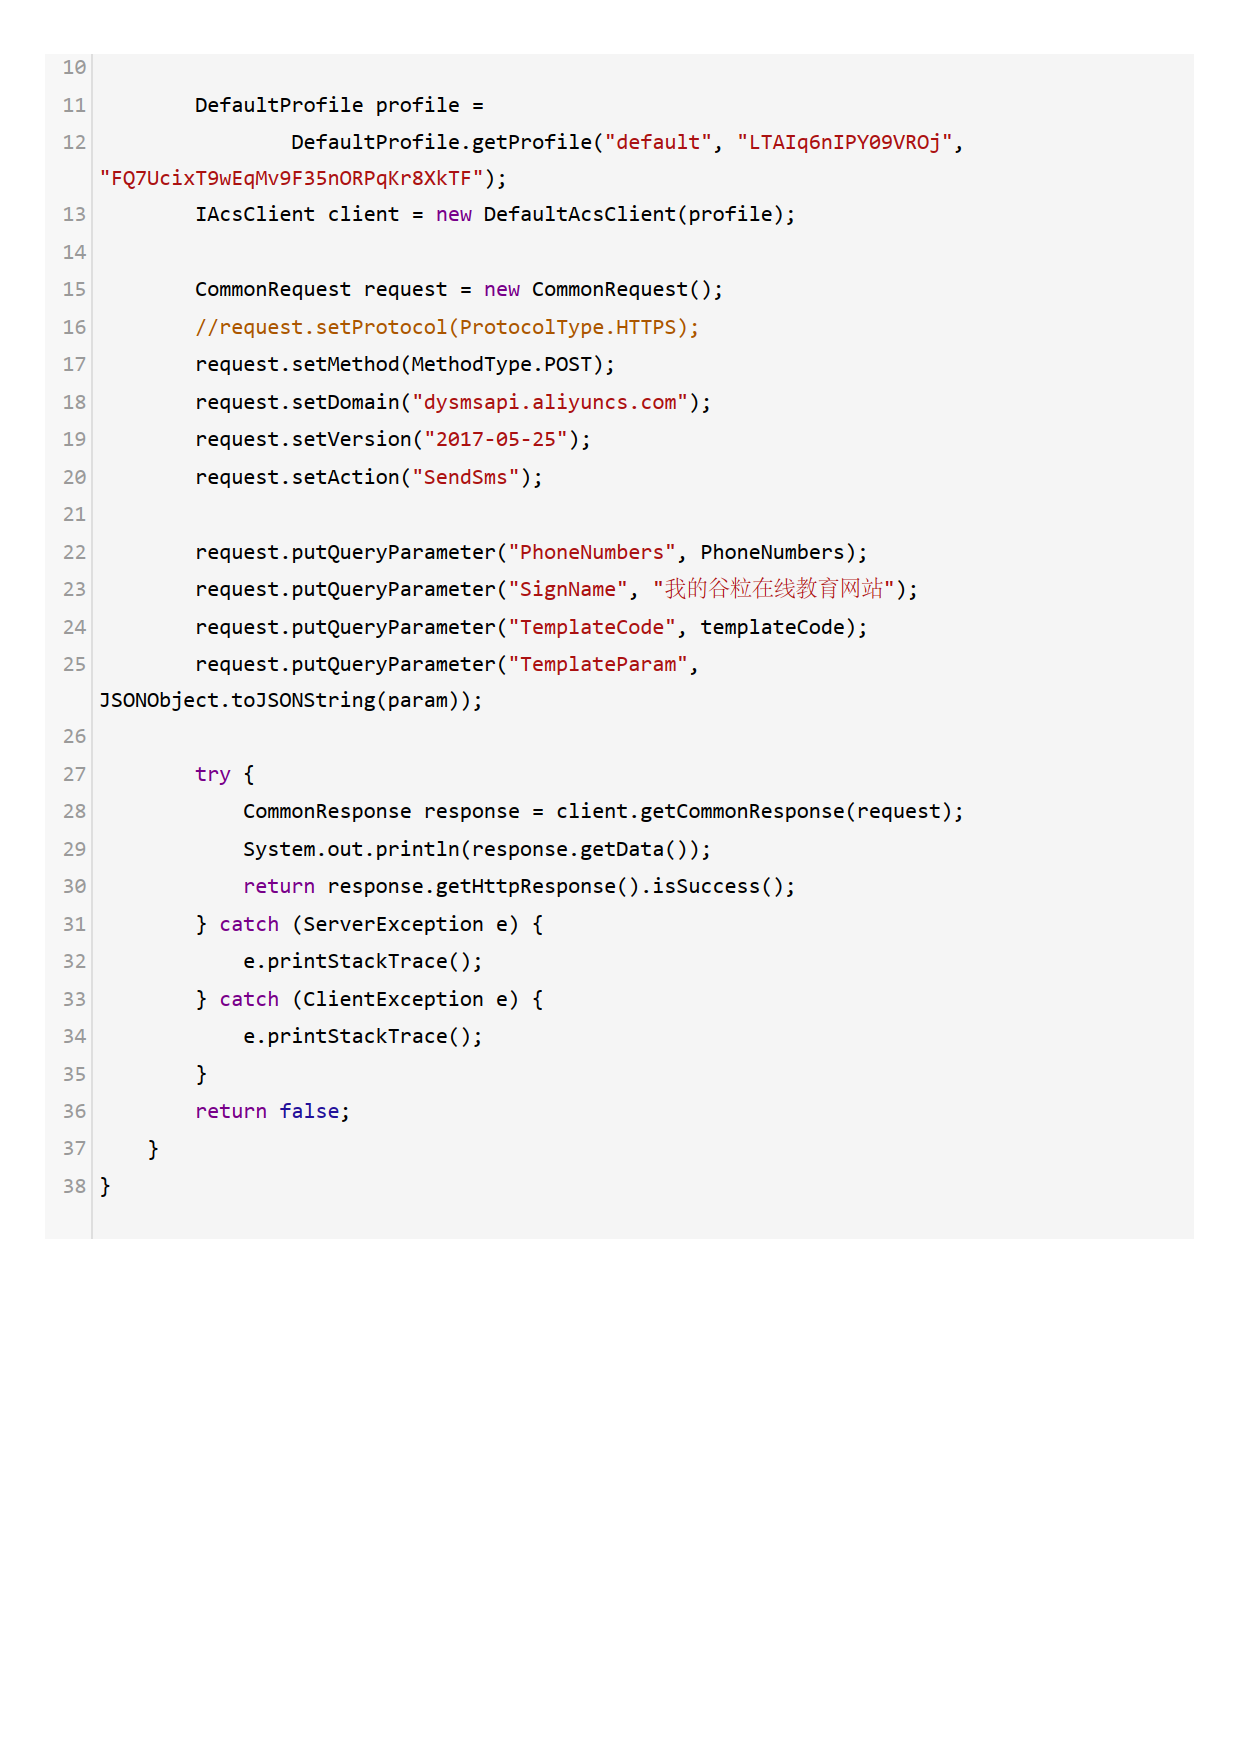 10
11         DefaultProfile profile =
12                 DefaultProfile.getProfile("default", "LTAIq6nIPY09VROj",
"FQ7UcixT9wEqMv9F35nORPqKr8XkTF");
13         IAcsClient client = new DefaultAcsClient(profile);
14
15         CommonRequest request = new CommonRequest();
16         //request.setProtocol(ProtocolType.HTTPS);
17         request.setMethod(MethodType.POST);
18         request.setDomain("dysmsapi.aliyuncs.com");
19         request.setVersion("2017-05-25");
20         request.setAction("SendSms");
21
22         request.putQueryParameter("PhoneNumbers", PhoneNumbers);
23         request.putQueryParameter("SignName", "我的谷粒在线教育网站");
24         request.putQueryParameter("TemplateCode", templateCode);
25         request.putQueryParameter("TemplateParam",
JSONObject.toJSONString(param));
26
27         try {
28             CommonResponse response = client.getCommonResponse(request);
29             System.out.println(response.getData());
30             return response.getHttpResponse().isSuccess();
31         } catch (ServerException e) {
32             e.printStackTrace();
33         } catch (ClientException e) {
34             e.printStackTrace();
35         }
36         return false;
37     }
38 }